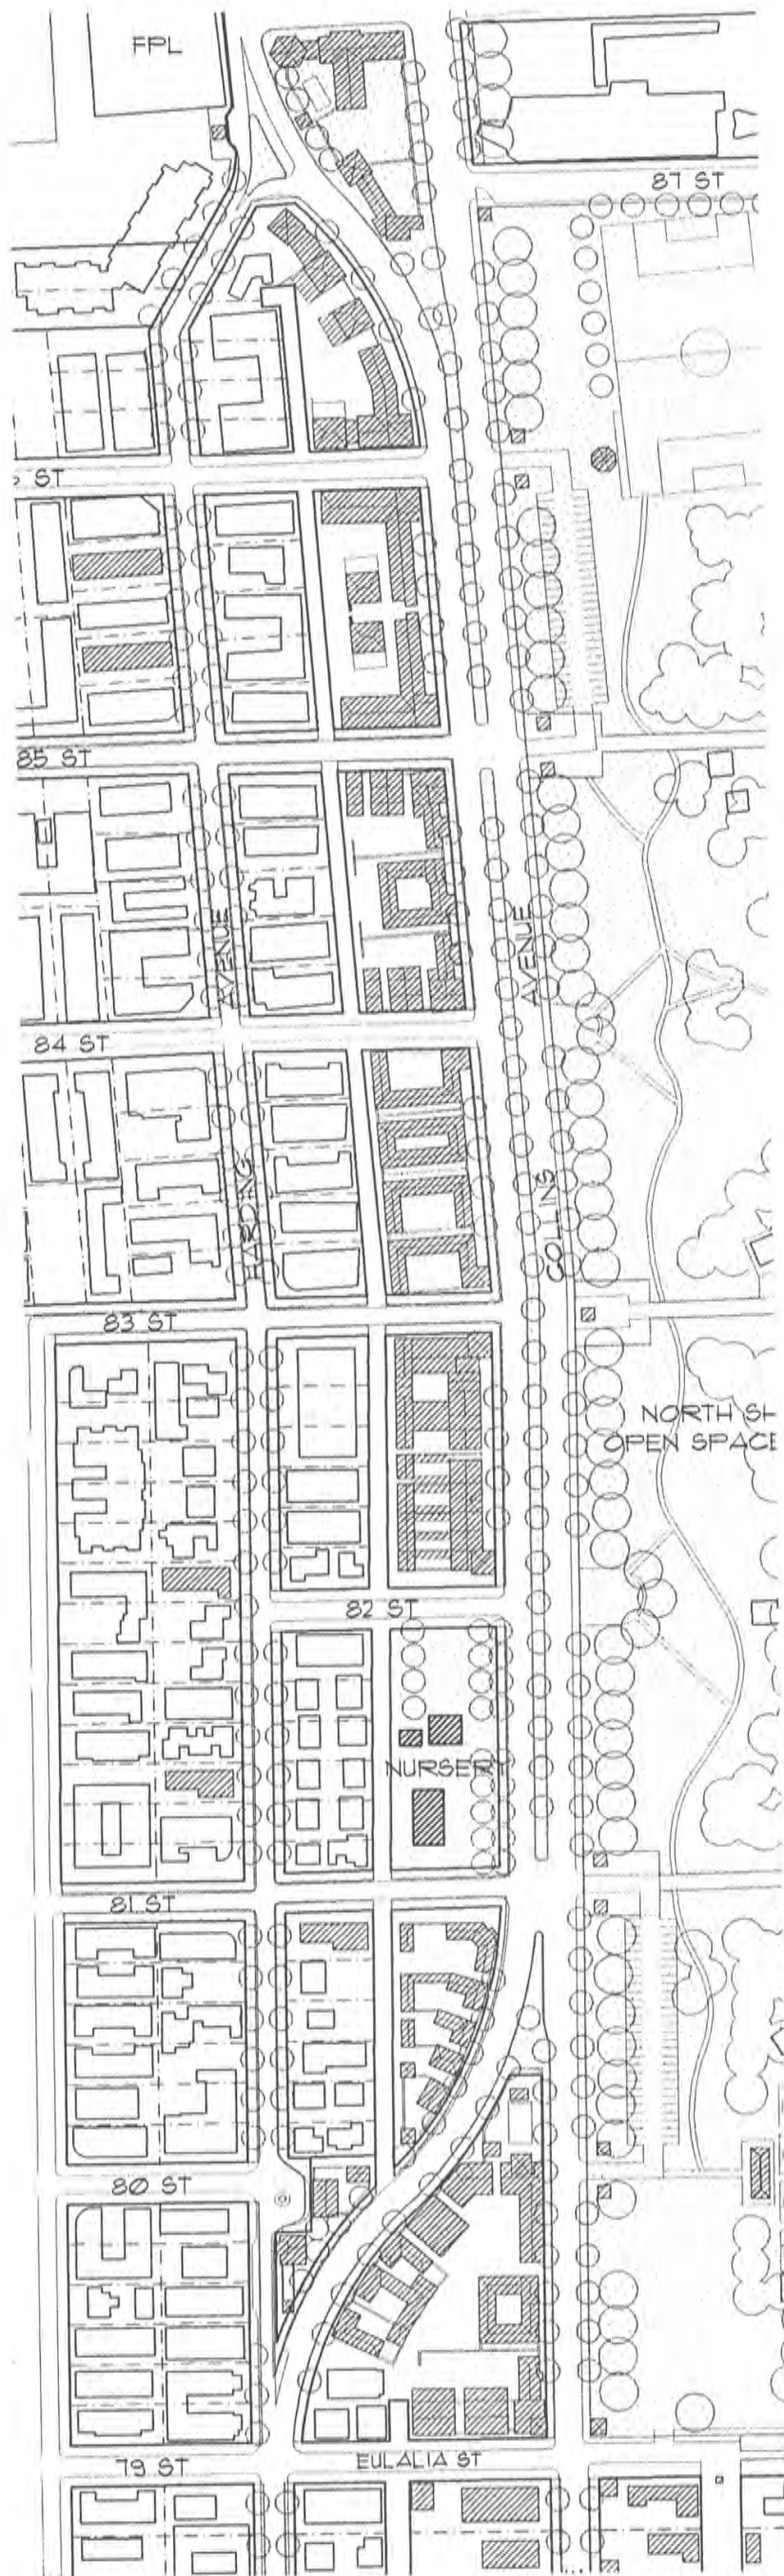 FPL
87 ST
ST
85 ST
AVENUE
AVENUE
84 ST
HARDING
COLLINS
83 ST
NORTH SH
OPEN SPACE
82 ST
NURSERY
81 ST
80 ST
79 ST
EULALIA ST